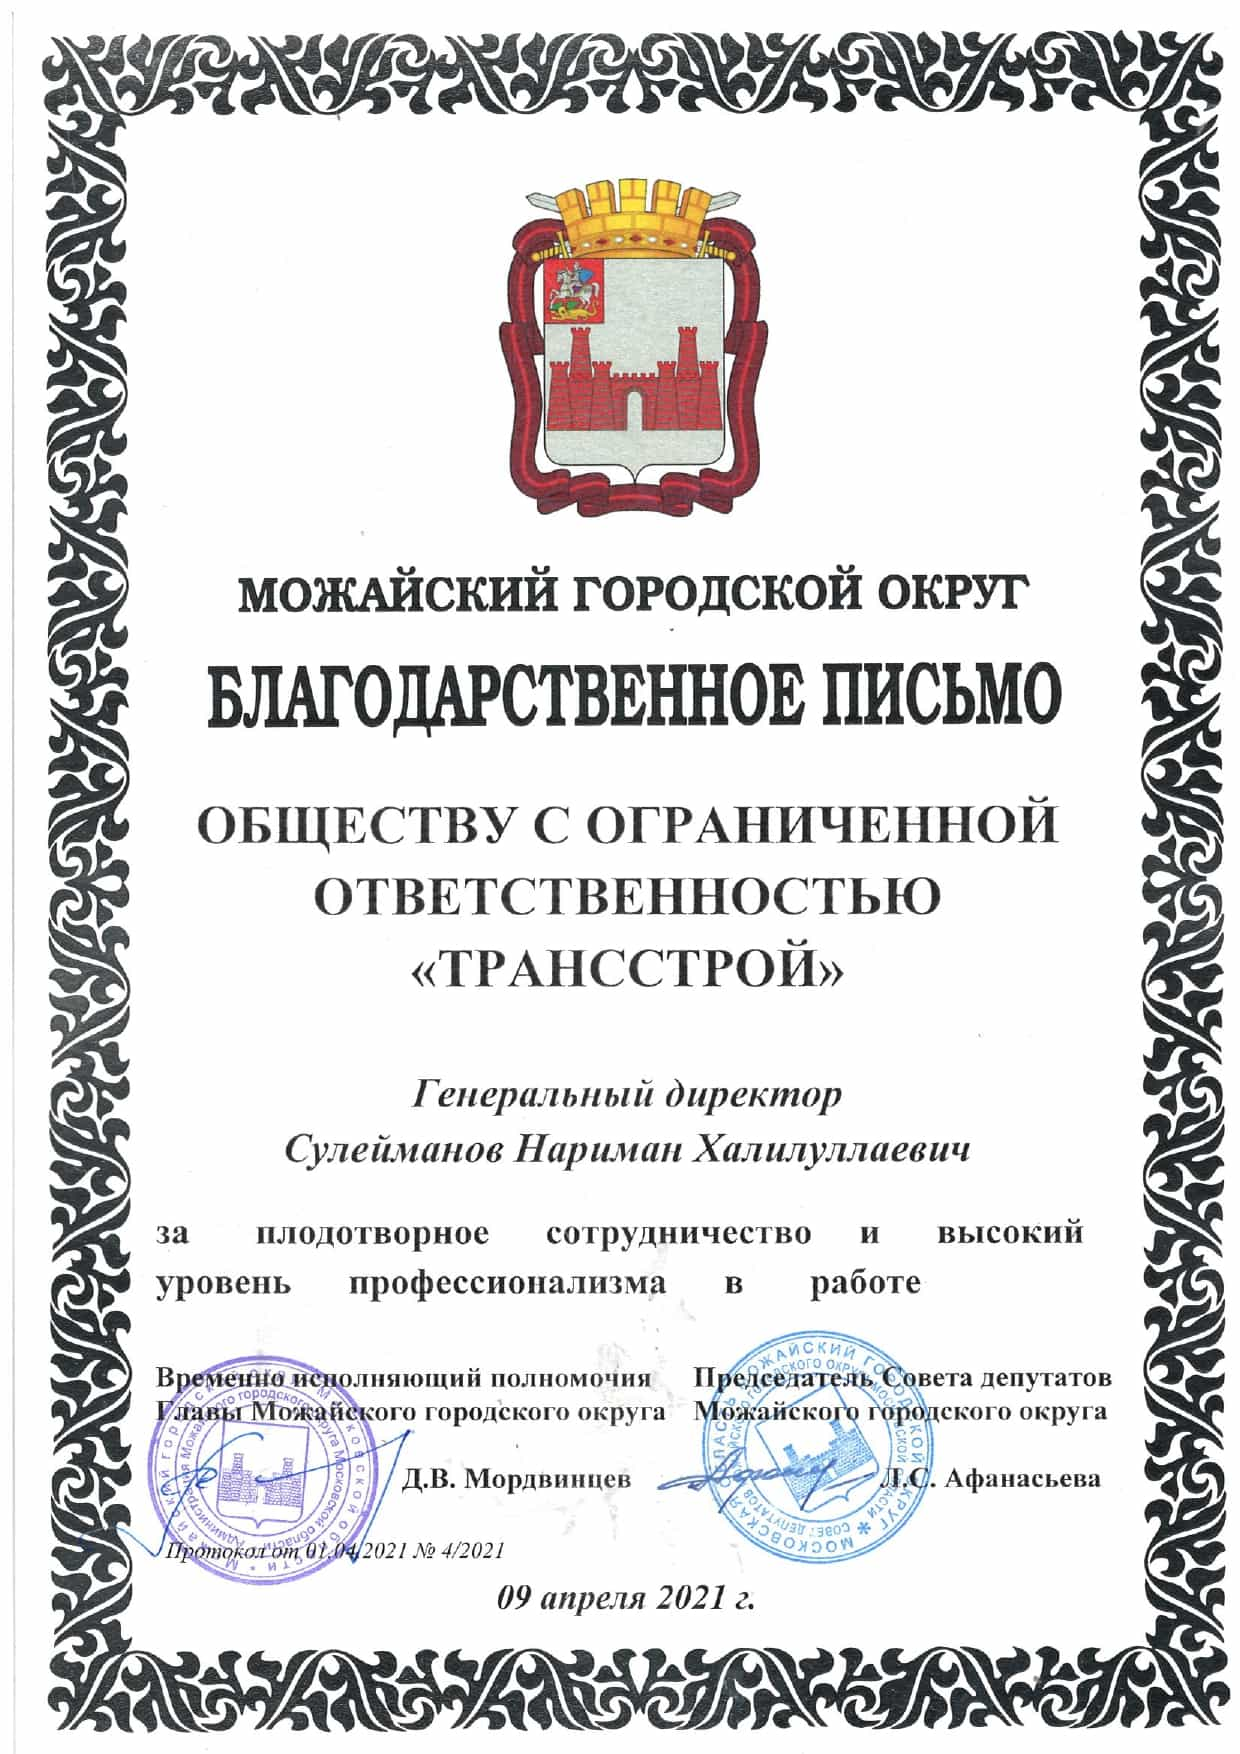 МОЖАЙСКИЙ ГОРОДСКОЙ ОКРУГ
БЛАГОДАРСТВЕННОЕ ПИСЬМО
ОБЩЕСТВУ С ОГРАНИЧЕННОЙ
ОТВЕТСТВЕННОСТЬЮ
«ТРАНССТРОЙ»
Генеральный директор
Сулейманов Нариман Халилуллаевич
за плодотворное сотрудничество и высокий
уровень профессионализма в работе
Временно исполняющий полномочия
Главы Можайского городского округа
Д.В. Мордвинцев
Председатель Совета депутатов
Можайского городского округа
Л.С. Афанасьева
Протокол от 01.04.2021 № 4/2021
09 апреля 2021 г.
МОСКОВСКАЯ ОБЛАСТЬ МОЖАЙСКИЙ ГОРОДСКОЙ ОКРУГ
Администрация Можайского городского округа Московской области